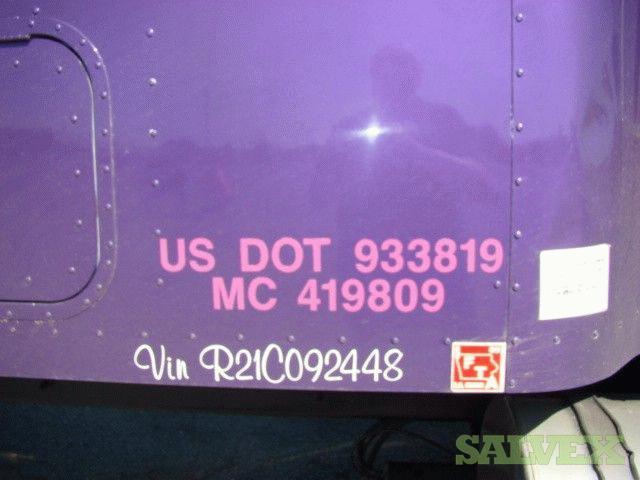 US DOT 933819
MC 419809
Vin R21C092448
SALVEX